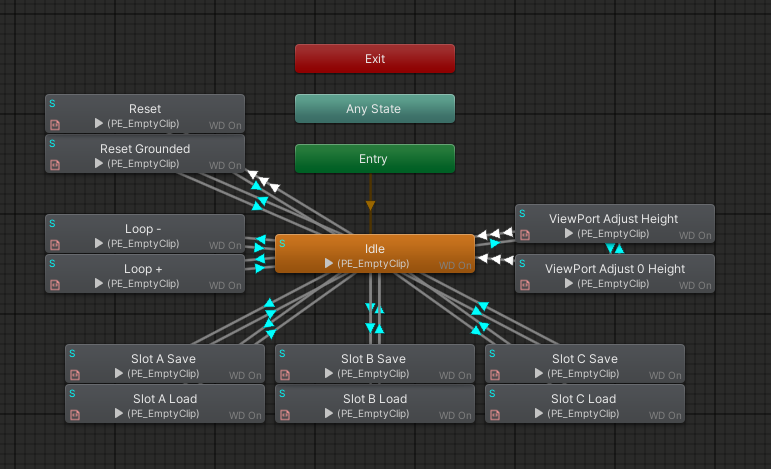 Exit
Any State
Entry
S
Reset
(PE_EmptyClip)
WD On
Reset Grounded
(PE_EmptyClip)
WD On
S
Loop -
(PE_EmptyClip)
WD On
S
Loop +
(PE_EmptyClip)
WD On
S
Idle
(PE_EmptyClip)
WD On
S
ViewPort Adjust Height
(PE_EmptyClip)
WD On
S
ViewPort Adjust 0 Height
(PE_EmptyClip)
WD On
S
Slot A Save
(PE_EmptyClip)
WD On
S
Slot A Load
(PE_EmptyClip)
WD On
S
Slot B Save
(PE_EmptyClip)
WD On
S
Slot B Load
(PE_EmptyClip)
WD On
S
Slot C Save
(PE_EmptyClip)
WD On
S
Slot C Load
(PE_EmptyClip)
WD On